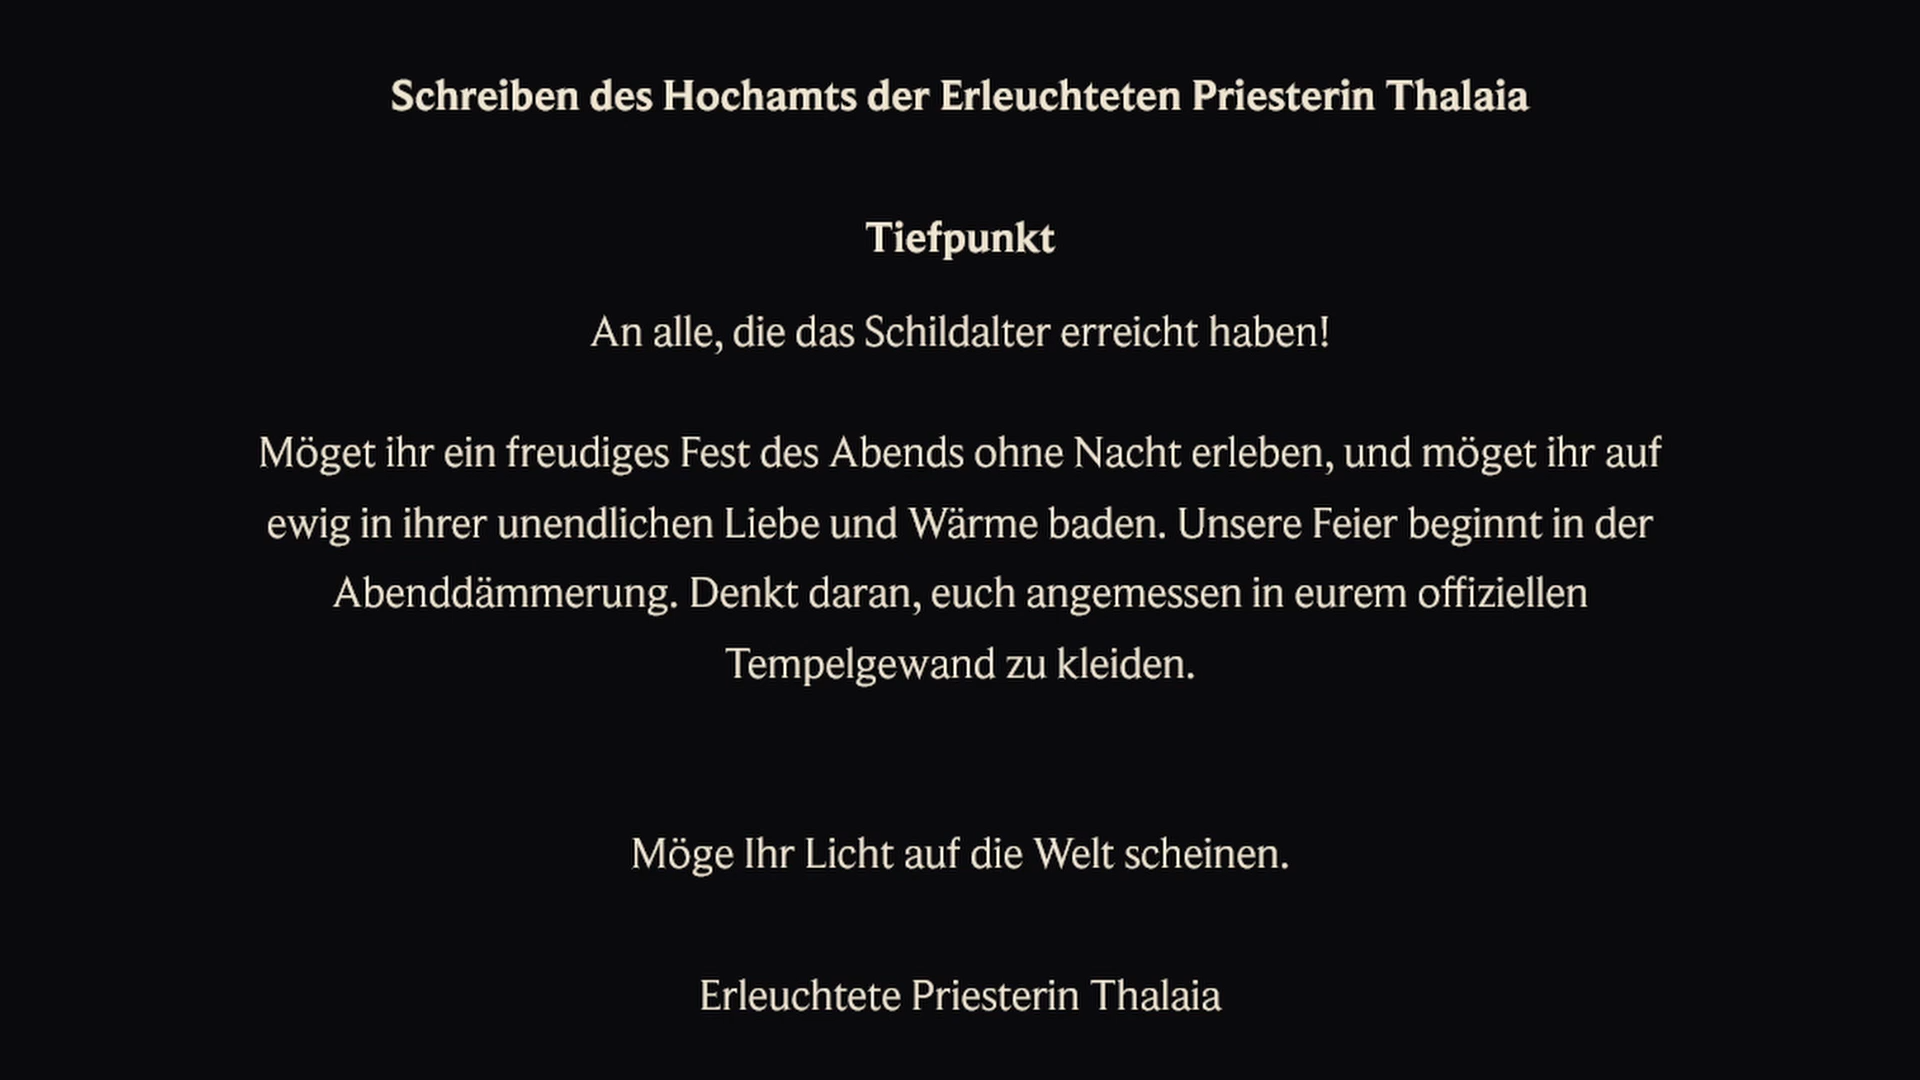 Schreiben des Hochamts der Erleuchteten Priesterin Thalaia
Tiefpunkt
An alle, die das Schildalter erreicht haben!
Möget ihr ein freudiges Fest des Abends ohne Nacht erleben, und möget ihr auf
ewig in ihrer unendlichen Liebe und Wärme baden. Unsere Feier beginnt in der
Abenddämmerung. Denkt daran, euch angemessen in eurem offiziellen
Tempelgewand zu kleiden.
Möge Ihr Licht auf die Welt scheinen.
Erleuchtete Priesterin Thalaia